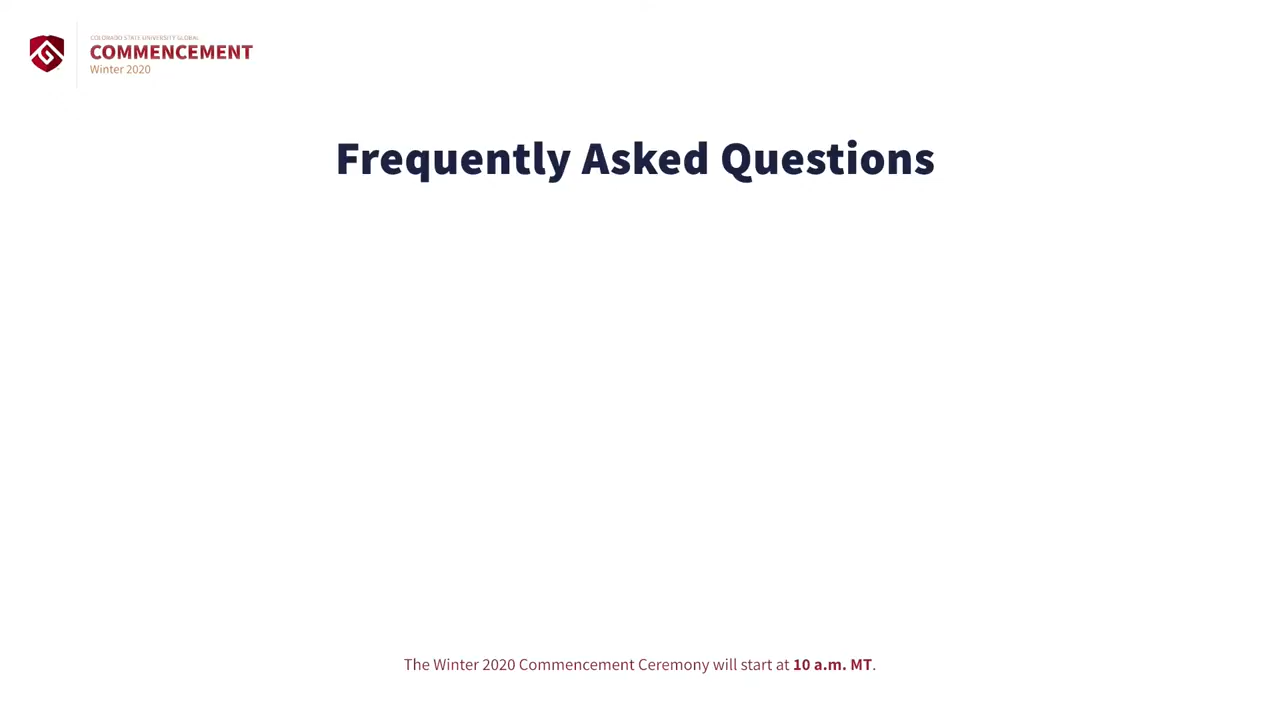 COLORADO STATE UNIVERSITY GLOBAL
COMMENCEMENT
Winter 2020
Frequently Asked Questions
The Winter 2020 Commencement Ceremony will start at 10 a.m. MT.